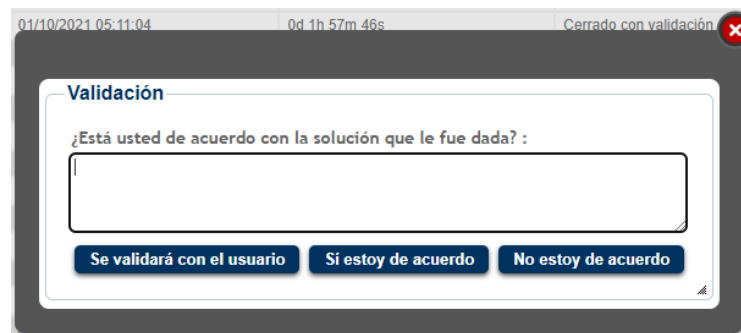 01/10/2021 05:11:04 0d 1h 57m 46s Cerrado con validación
Validación
¿Está usted de acuerdo con la solución que le fue dada? :
Se validará con el usuario Sí estoy de acuerdo No estoy de acuerdo